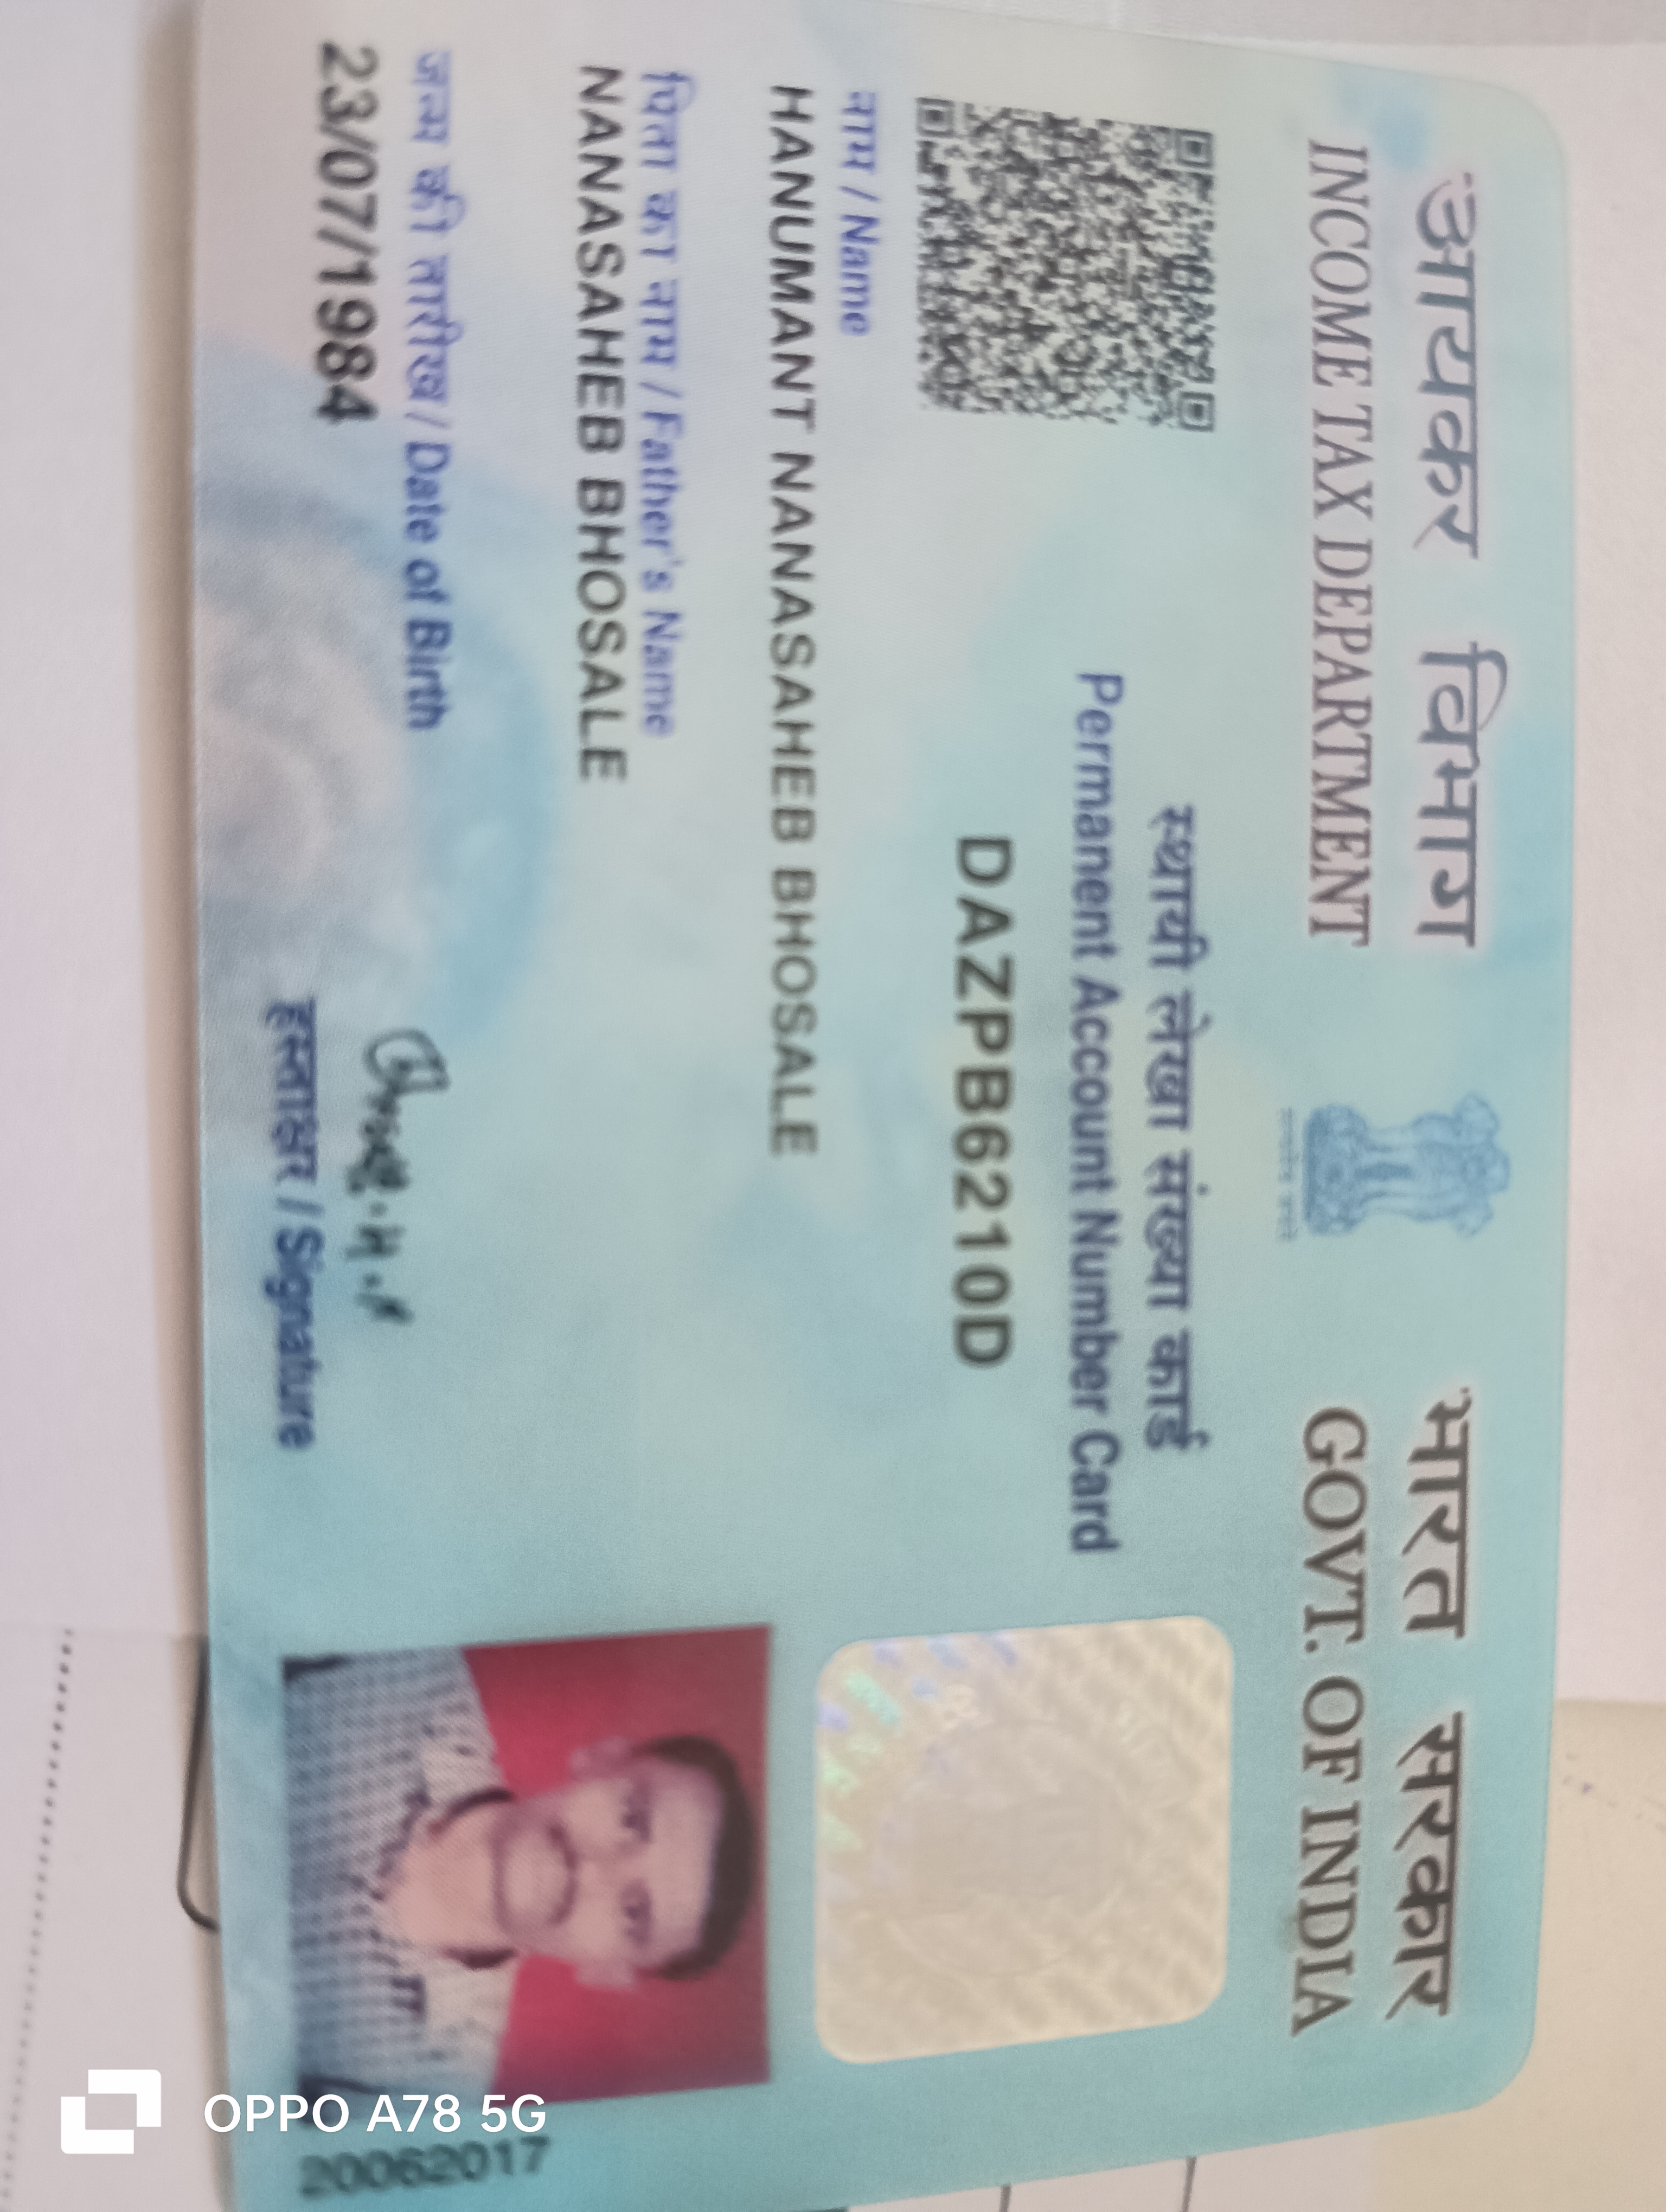 आयकर विभाग
INCOME TAX DEPARTMENT
भारत सरकार
GOVT. OF INDIA
सत्यमेव जयते
स्थायी लेखा संख्या कार्ड
Permanent Account Number Card
DAZPB6210D
नाम / Name
HANUMANT NANASAHEB BHOSALE
पिता का नाम / Father's Name
NANASAHEB BHOSALE
जन्म की तारीख / Date of Birth
23/07/1984
हस्ताक्षर / Signature
20062017
OPPO A78 5G